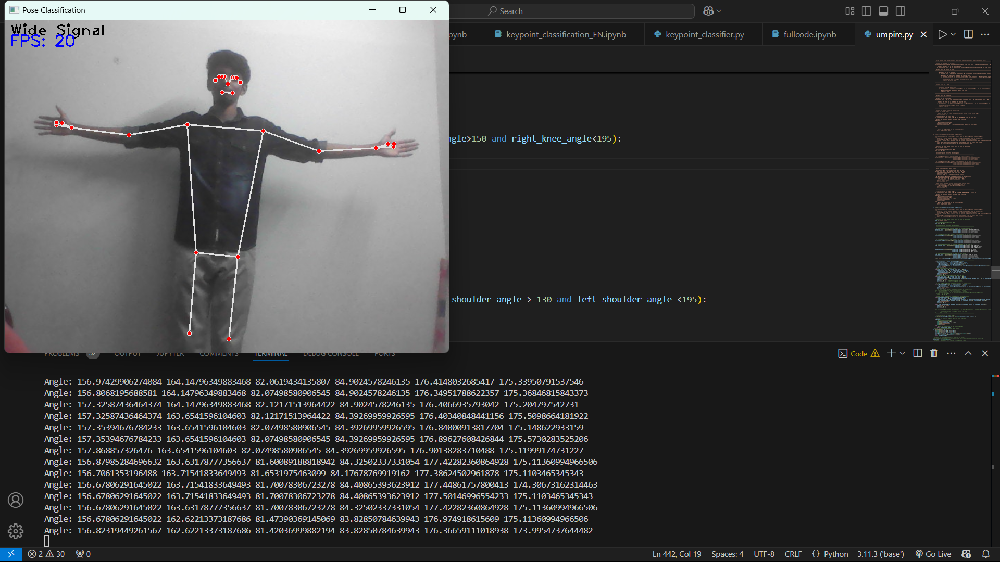 Pose Classification
Wide Signal
FPS: 20
Search
pynb
keypoint_classification_EN.ipynb
keypoint_classifier.py
fullcode.ipynb
umpire.py
ngle>150 and right_knee_angle<195):
_shoulder_angle > 130 and left_shoulder_angle <195):
PROBLEMS 52 OUTPUT JUPYTER COMMENTS TERMINAL DEBUG CONSOLE PORTS
Code
Angle: 156.97429906274084 164.14796349883468 82.0619434135807 84.9024578246135 176.4148032685417 175.33950791537546
Angle: 156.8068195688581 164.14796349883468 82.07498580906545 84.9024578246135 176.34951788622357 175.36846815843373
Angle: 157.32587436464374 164.14796349883468 82.12171513964422 84.9024578246135 176.4066935793042 175.204797542731
Angle: 157.32587436464374 163.6541596104603 82.12171513964422 84.39269959926595 176.40340848441156 175.5098664181922
Angle: 157.35394676784233 163.6541596104603 82.07498580906545 84.39269959926595 176.84000913817704 175.148622933159
Angle: 157.35394676784233 163.6541596104603 82.07498580906545 84.39269959926595 176.89627608426844 175.5730283525206
Angle: 157.868857326476 163.6541596104603 82.07498580906545 84.39269959926595 176.90138283710488 175.11999174731227
Angle: 156.87985284696632 163.63178777356637 81.60089188818942 84.32502337331054 177.42282360864928 175.11360994966506
Angle: 156.7061353196488 163.71541833649493 81.6531975463099 84.17678769919162 177.38624502961878 175.1103465345343
Angle: 156.67806291645022 163.71541833649493 81.70078306723278 84.40865393623912 177.44861757800413 174.30673162314463
Angle: 156.67806291645022 163.71541833649493 81.70078306723278 84.40865393623912 177.50146996554233 175.1103465345343
Angle: 156.67806291645022 163.63178777356637 81.70078306723278 84.32502337331054 177.42282360864928 175.11360994966506
Angle: 156.67806291645022 162.62213373187686 81.47390369145069 83.82850784639943 176.974918615609 175.11360994966506
Angle: 156.82319449261567 162.62213373187686 81.42036999882194 83.82850784639943 176.36659111018938 173.9954737644482
2 30 0
Ln 442, Col 19 Spaces: 4 UTF-8 CRLF {} Python 3.11.3 ('base') Go Live